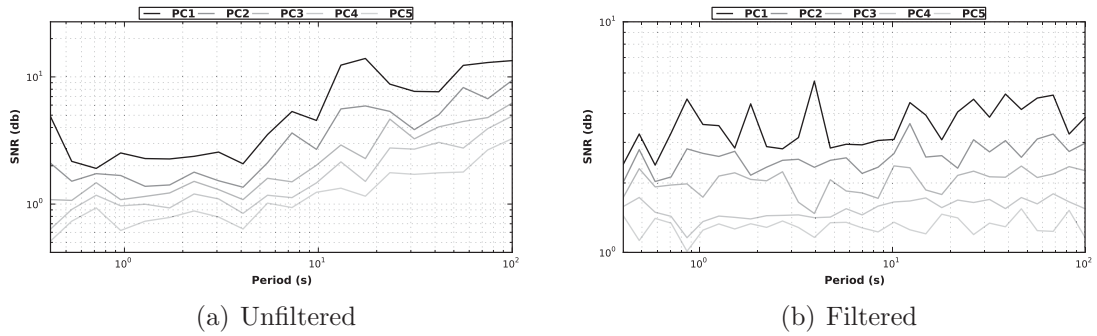 PC1 PC2 PC3 PC4 PC5
SNR (db)
10^1
10^0
10^0 10^1 10^2
Period (s)
(a) Unfiltered
PC1 PC2 PC3 PC4 PC5
SNR (db)
10^1
10^0
10^0 10^1 10^2
Period (s)
(b) Filtered